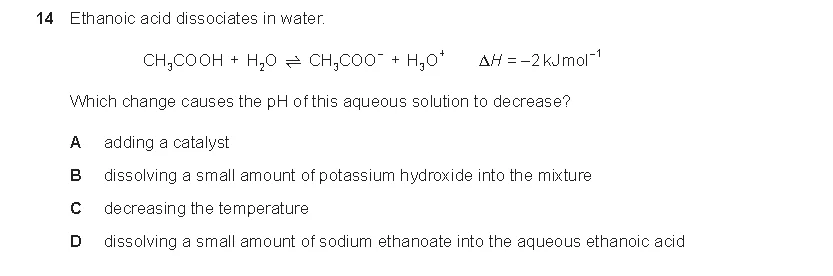 14 Ethanoic acid dissociates in water.
CH₃COOH + H₂O ⇌ CH₃COO⁻ + H₃O⁺ ΔH = –2 kJ mol⁻¹
Which change causes the pH of this aqueous solution to decrease?
A adding a catalyst
B dissolving a small amount of potassium hydroxide into the mixture
C decreasing the temperature
D dissolving a small amount of sodium ethanoate into the aqueous ethanoic acid